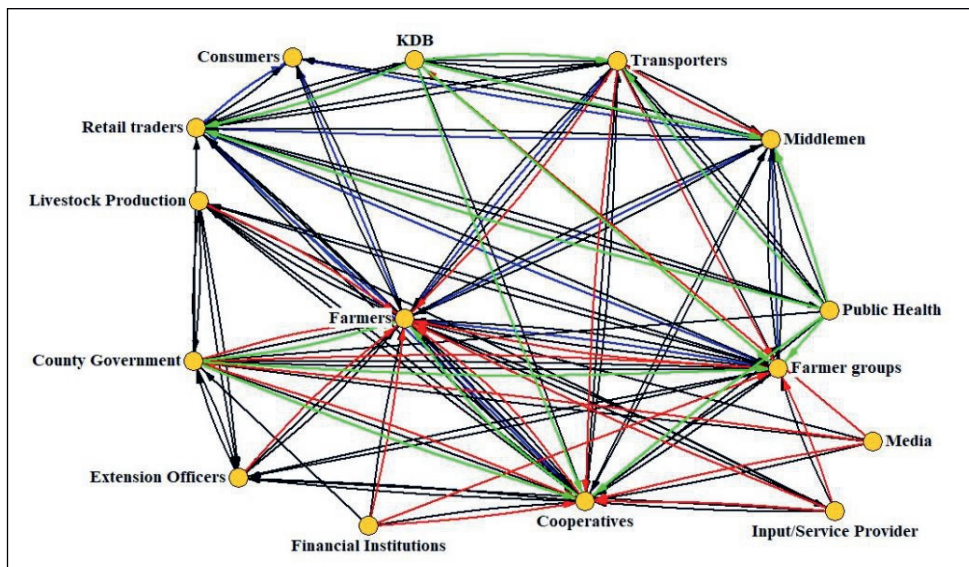 KDB
Consumers
Transporters
Retail traders
Middlemen
Livestock Production
Public Health
Farmers
County Government
Farmer groups
Media
Extension Officers
Cooperatives
Input/Service Provider
Financial Institutions